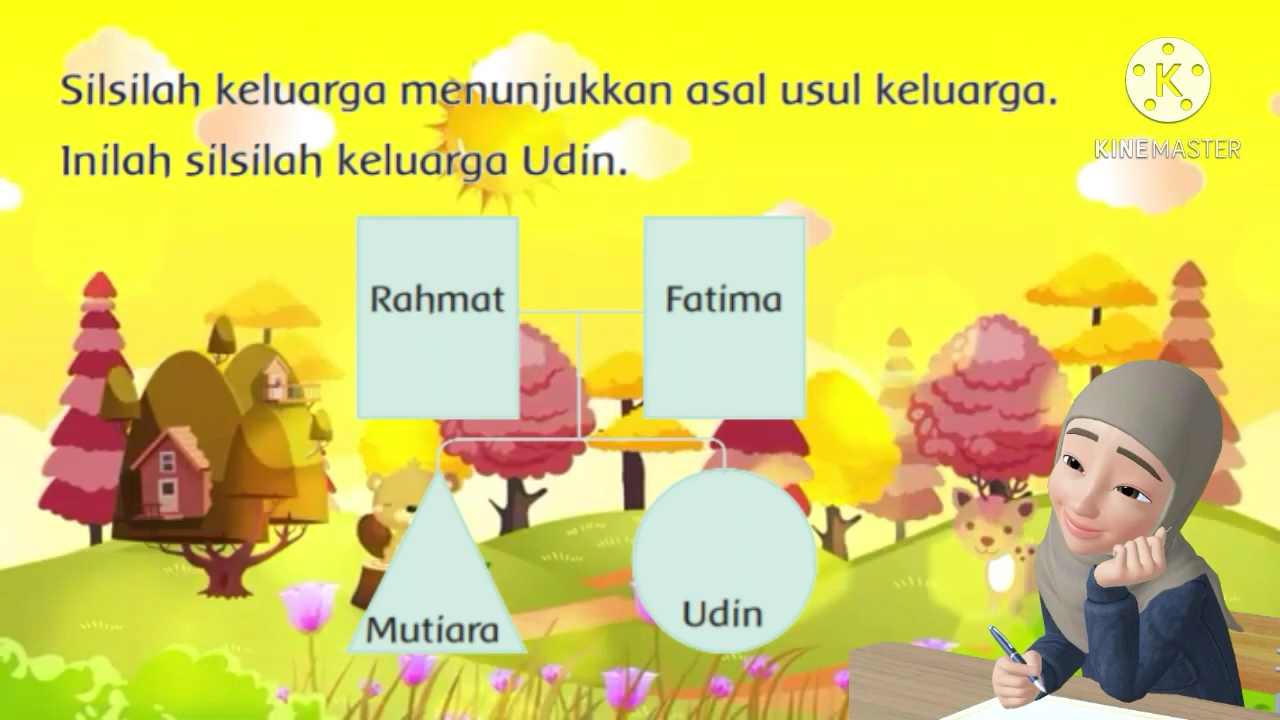 Silsilah keluarga menunjukkan asal usul keluarga.
Inilah silsilah keluarga Udin.
K
KINEMASTER
Rahmat
Fatima
Mutiara
Udin